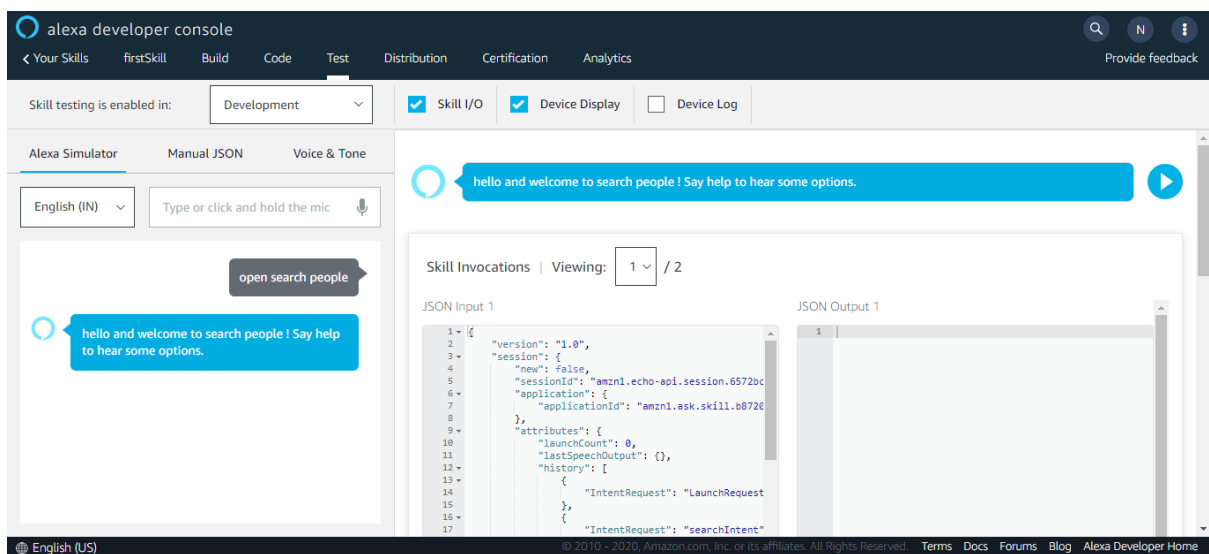 alexa developer console
N
Your Skills firstSkill Build Code Test Distribution Certification Analytics Provide feedback
Skill testing is enabled in: Development Skill I/O Device Display Device Log
Alexa Simulator Manual JSON Voice & Tone
English (IN) Type or click and hold the mic
open search people
hello and welcome to search people ! Say help
to hear some options.
hello and welcome to search people ! Say help to hear some options.
Skill Invocations | Viewing: 1 / 2
JSON Input 1
1 {
2 "version": "1.0",
3 "session": {
4 "new": false,
5 "sessionId": "amzn1.echo-api.session.6572bc
6 "application": {
7 "applicationId": "amzn1.ask.skill.b8720
8 },
9 "attributes": {
10 "launchCount": 0,
11 "lastSpeechOutput": {},
12 "history": [
13 {
14 "IntentRequest": "LaunchRequest
15 },
16 {
17 "IntentRequest": "searchIntent"
JSON Output 1
1
English (US) © 2010 - 2020, Amazon.com, Inc. or its affiliates. All Rights Reserved. Terms Docs Forums Blog Alexa Developer Home